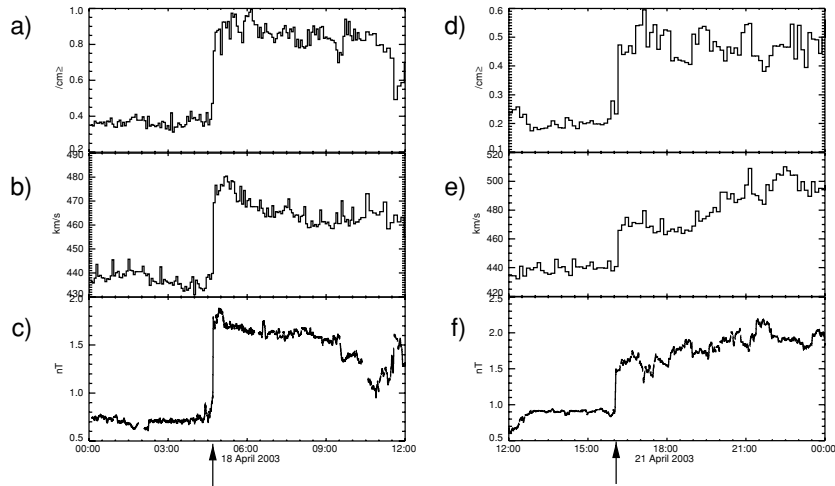 a)
1.0
0.8
0.6
0.4
0.2
/cm≥
b)
490
480
470
460
450
440
430
km/s
c)
2.0
1.5
1.0
0.5
nT
00:00 03:00 06:00 09:00 12:00
18 April 2003
d)
0.6
0.5
0.4
0.3
0.2
0.1
/cm≥
e)
520
500
480
460
440
420
km/s
f)
2.5
2.0
1.5
1.0
0.5
nT
12:00 15:00 18:00 21:00 00:00
21 April 2003